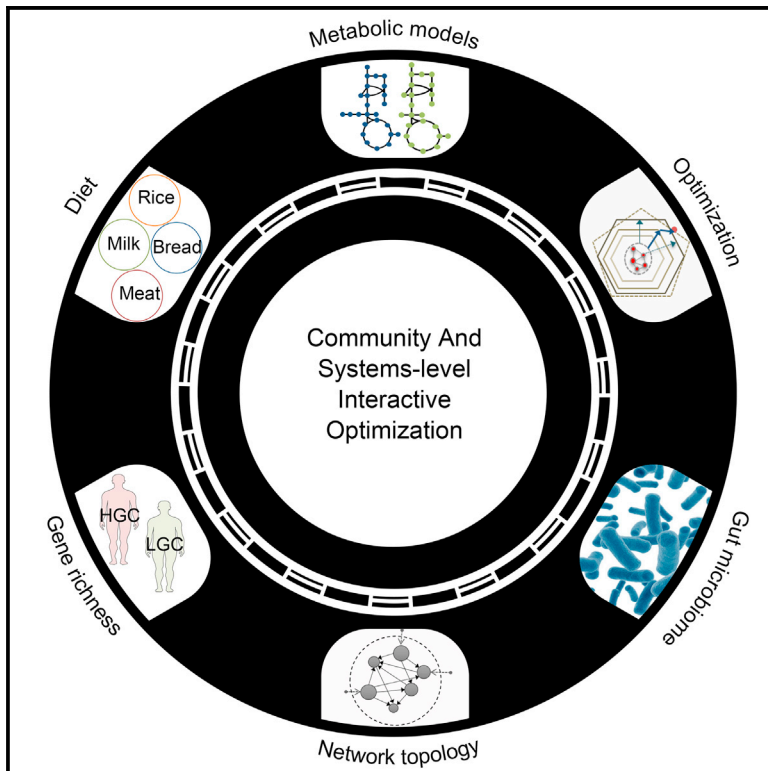 Metabolic models
Optimization
Diet
Rice
Milk
Bread
Meat
Community And
Systems-level
Interactive
Optimization
HGC
LGC
Gene richness
Gut microbiome
Network topology